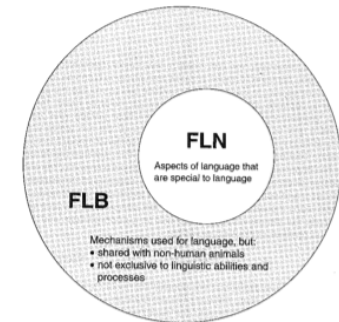 FLN
Aspects of language that
are special to language
FLB
Mechanisms used for language, but:
• shared with non-human animals
• not exclusive to linguistic abilities and
processes